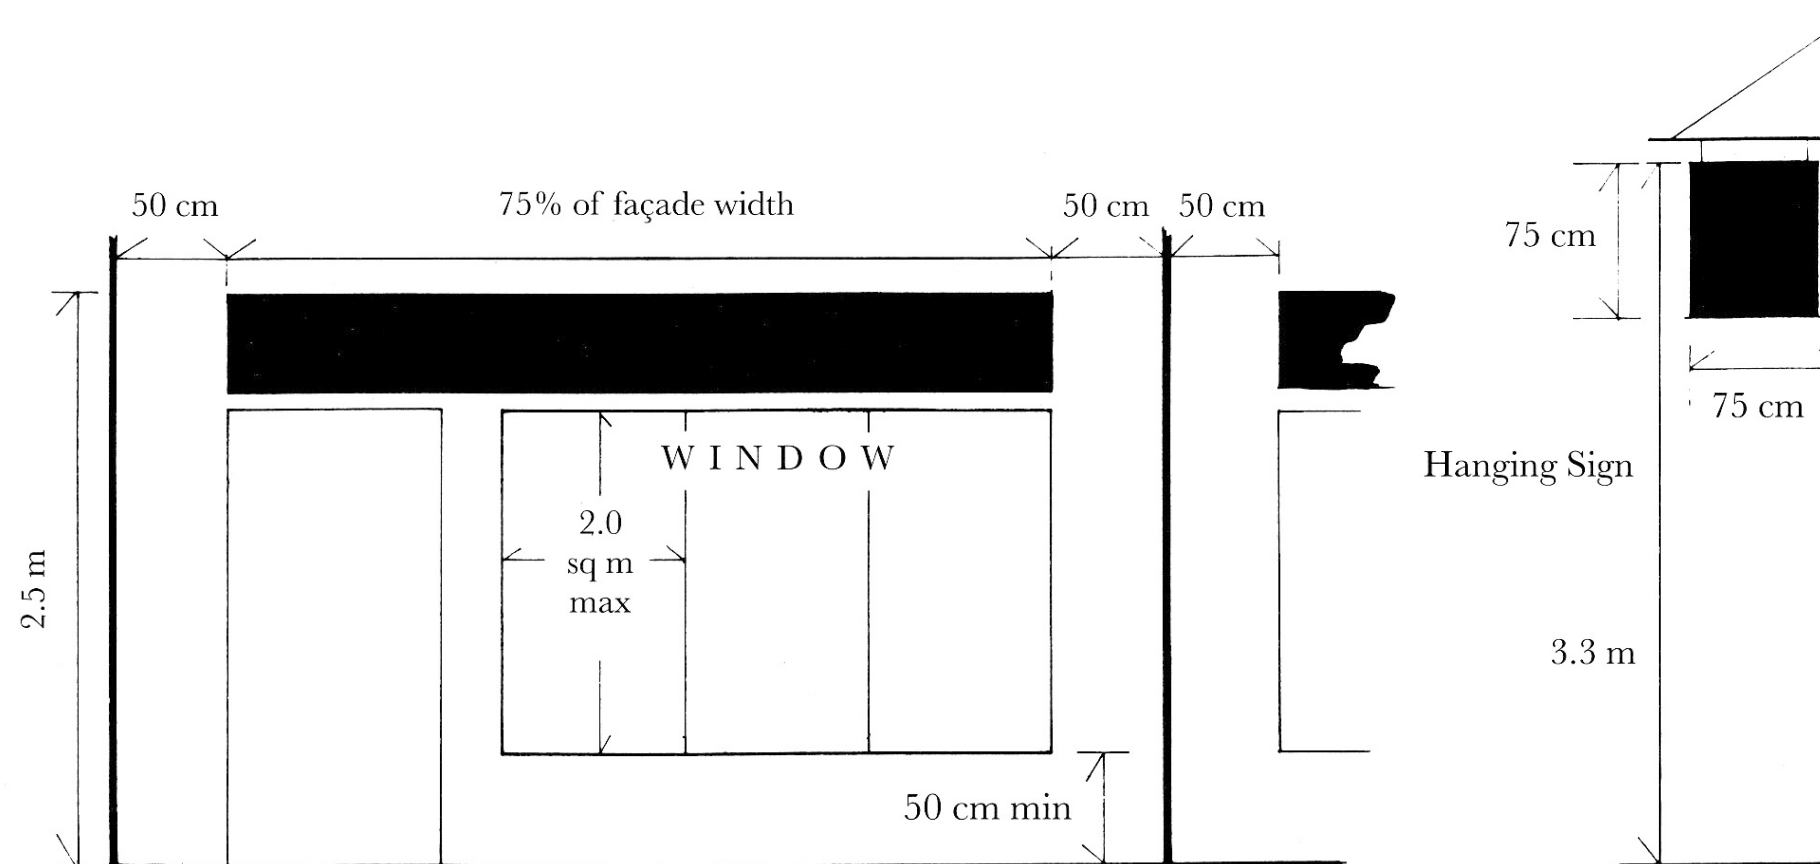 50 cm
75% of façade width
50 cm
50 cm
75 cm
75 cm
WINDOW
Hanging Sign
2.0
sq m
max
2.5 m
3.3 m
50 cm min